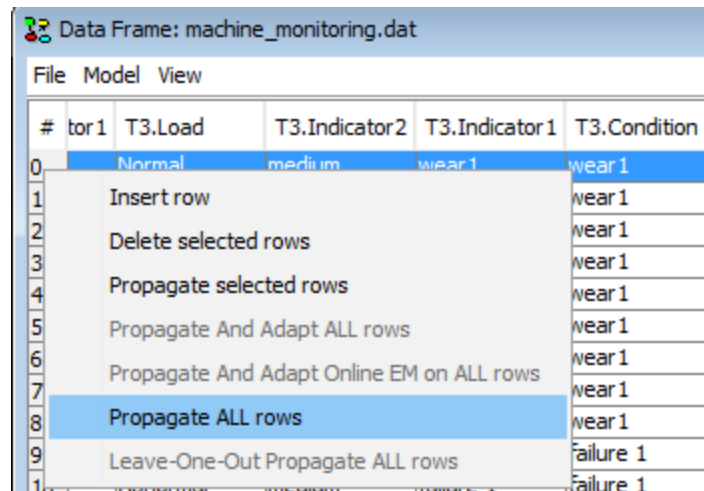 Data Frame: machine_monitoring.dat
File Model View
# tor1 T3.Load T3.Indicator2 T3.Indicator1 T3.Condition
0 Normal medium wear1 wear1
1 Insert row wear1
2 Delete selected rows wear1
3 wear1
4 Propagate selected rows wear1
5 Propagate And Adapt ALL rows wear1
6 Propagate And Adapt Online EM on ALL rows wear1
7 wear1
8 Propagate ALL rows wear1
9 Leave-One-Out Propagate ALL rows failure 1
failure 1